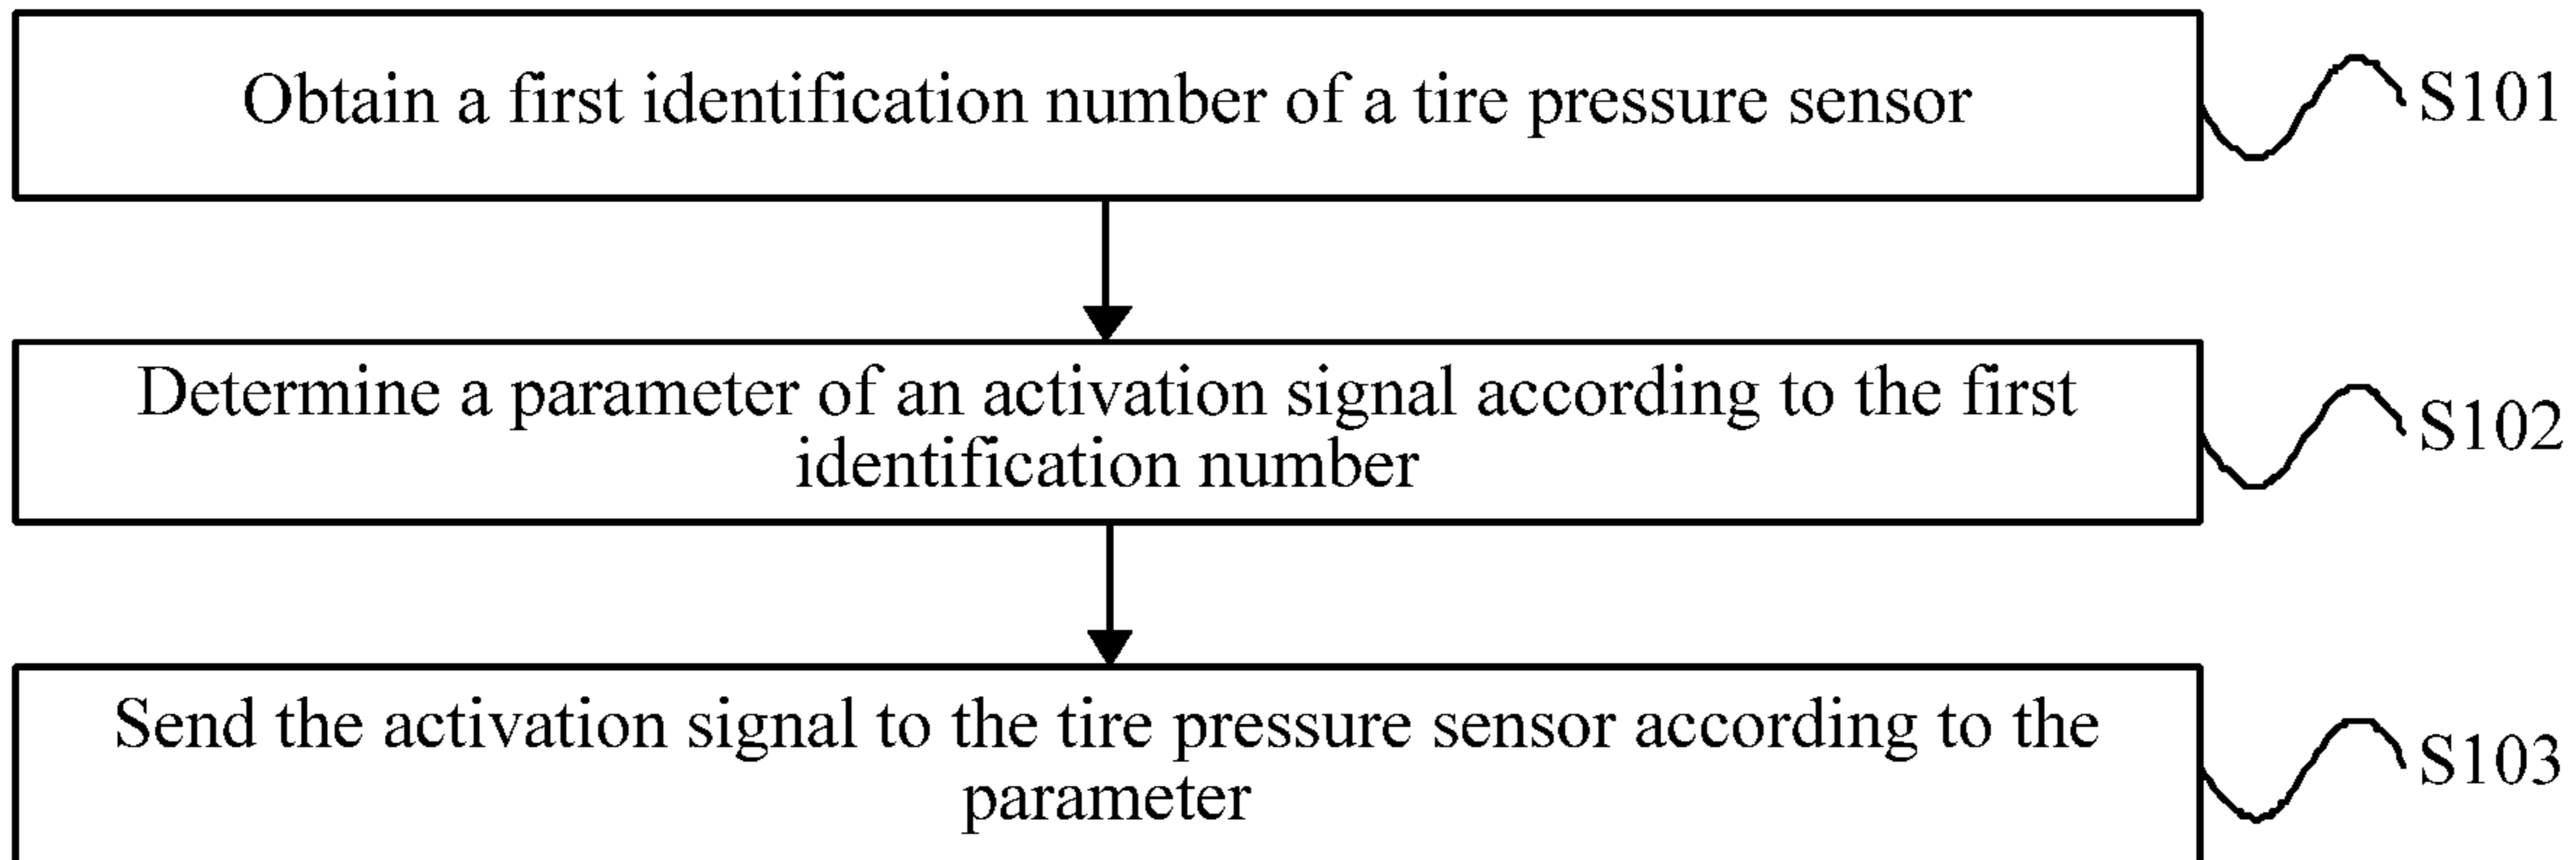 Obtain a first identification number of a tire pressure sensor
S101
Determine a parameter of an activation signal according to the first
identification number
S102
Send the activation signal to the tire pressure sensor according to the
parameter
S103